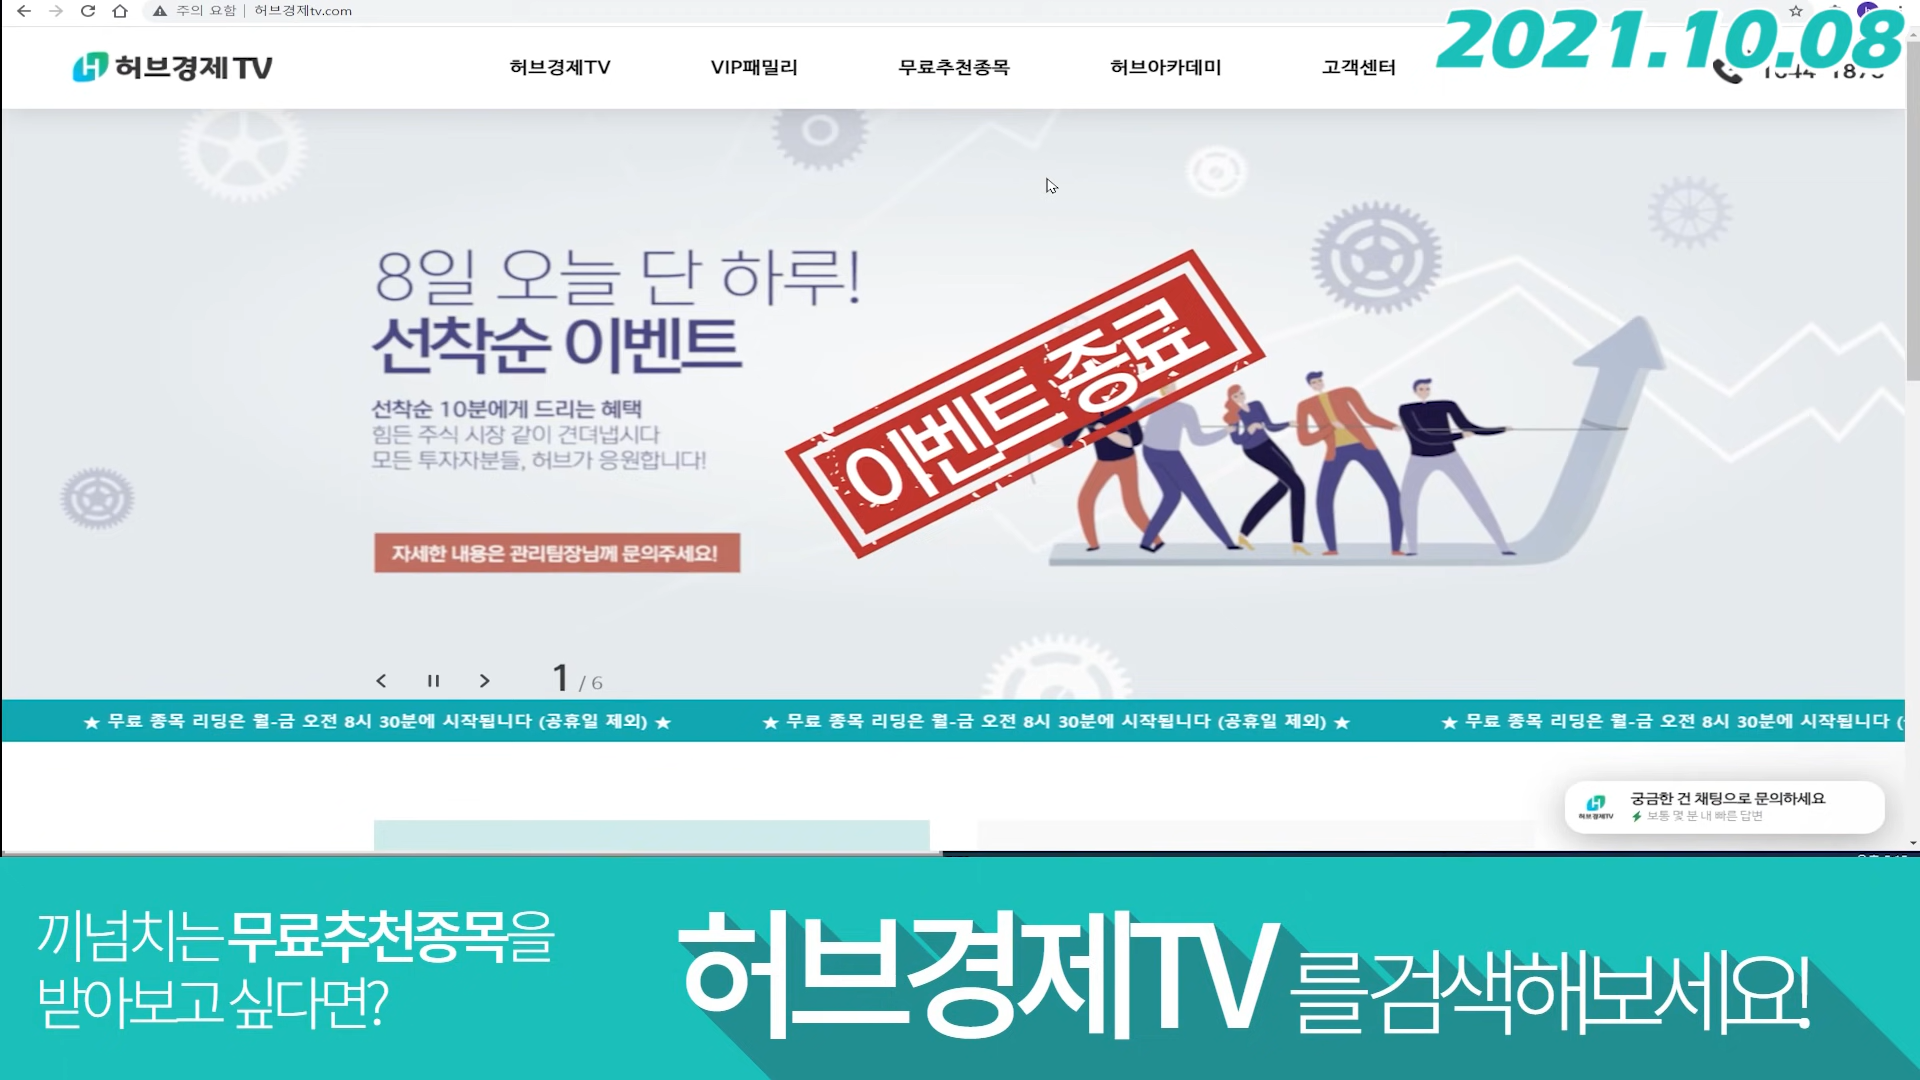 주의 요함 | 허브경제tv.com
2021.10.08
허브경제TV
허브경제TV
VIP패밀리
무료추천종목
허브아카데미
고객센터
8일 오늘 단 하루!
선착순 이벤트
선착순 10분에게 드리는 혜택
힘든 주식 시장 같이 견뎌냅시다
모든 투자자분들, 허브가 응원합니다!
자세한 내용은 관리팀장님께 문의주세요!
이벤트 종료
1 / 6
★ 무료 종목 리딩은 월-금 오전 8시 30분에 시작됩니다 (공휴일 제외) ★
★ 무료 종목 리딩은 월-금 오전 8시 30분에 시작됩니다 (공휴일 제외) ★
★ 무료 종목 리딩은 월-금 오전 8시 30분에 시작됩니다 (
허브경제TV
궁금한 건 채팅으로 문의하세요
보통 몇 분 내 빠른 답변
끼넘치는 무료추천종목을
받아보고 싶다면?
허브경제TV를 검색해보세요!